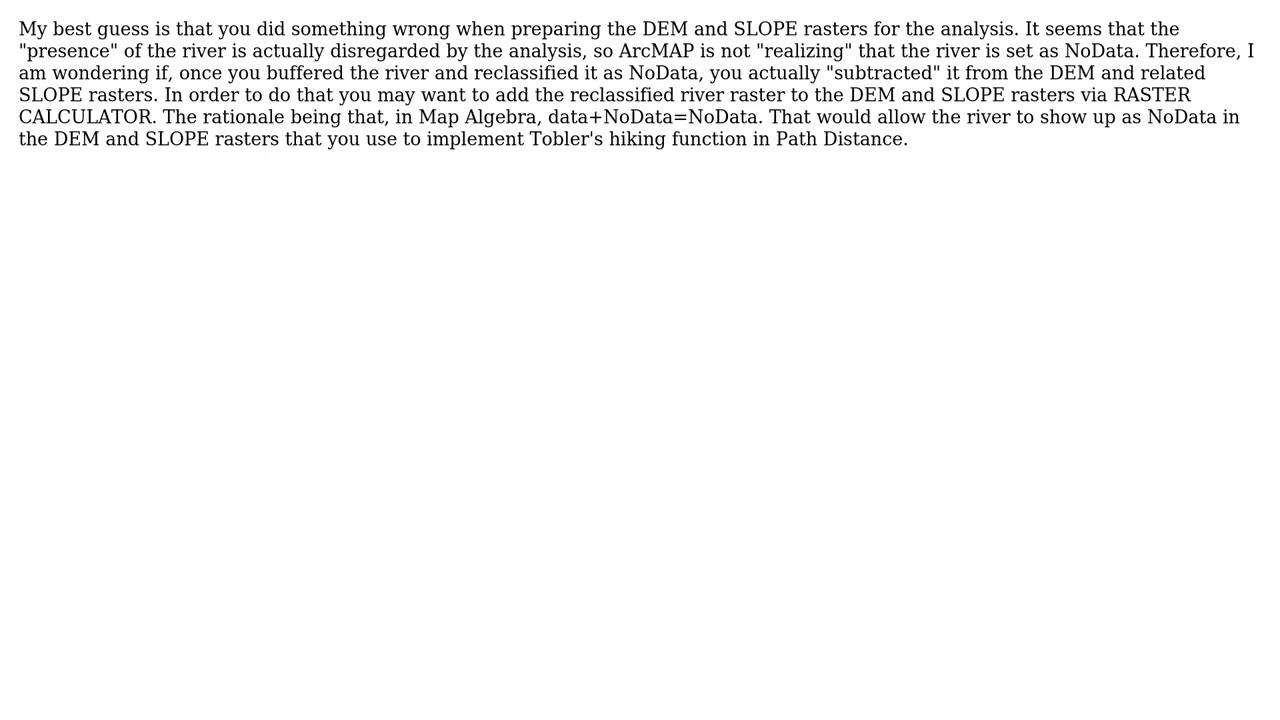 My best guess is that you did something wrong when preparing the DEM and SLOPE rasters for the analysis. It seems that the
"presence" of the river is actually disregarded by the analysis, so ArcMAP is not "realizing" that the river is set as NoData. Therefore, I
am wondering if, once you buffered the river and reclassified it as NoData, you actually "subtracted" it from the DEM and related
SLOPE rasters. In order to do that you may want to add the reclassified river raster to the DEM and SLOPE rasters via RASTER
CALCULATOR. The rationale being that, in Map Algebra, data+NoData=NoData. That would allow the river to show up as NoData in
the DEM and SLOPE rasters that you use to implement Tobler's hiking function in Path Distance.